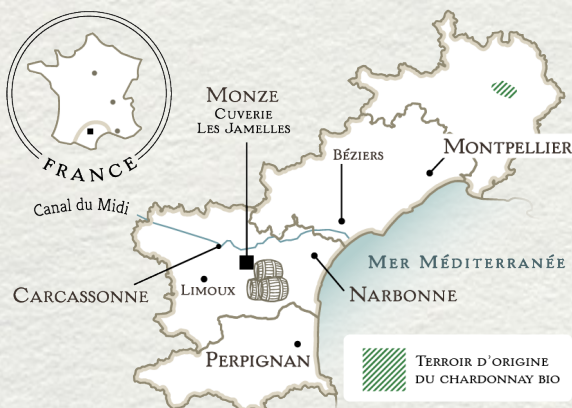 FRANCE
MONZE
CUVERIE
LES JAMELLES
BÉZIERS
MONTPELLIER
Canal du Midi
MER MÉDITERRANÉE
CARCASSONNE
LIMOUX
NARBONNE
PERPIGNAN
TERROIR D'ORIGINE
DU CHARDONNAY BIO